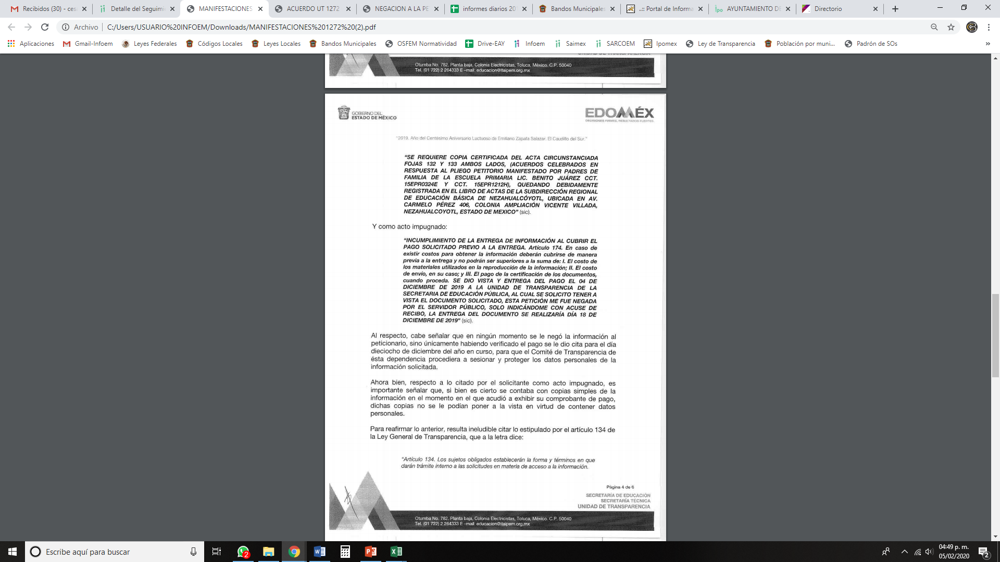 Recibidos (30) - ces
Detalle del Seguimi
MANIFESTACIONES
ACUERDO UT 1272
NEGACION A LA PE
informes diarios 20
Bandos Municipales
..:: Portal de Informa
AYUNTAMIENTO DE
Directorio
Archivo
C:/Users/USUARIO%20INFOEM/Downloads/MANIFESTACIONES%201272%20(2).pdf
Aplicaciones
Gmail-Infoem
Leyes Federales
Códigos Locales
Leyes Locales
Bandos Municipales
OSFEM Normatividad
Drive-EAY
Infoem
Saimex
SARCOEM
Ipomex
Ley de Transparencia
Población por muni...
Padrón de SOs
»
UNIDAD DE TRANSPARENCIA
Otumba No. 782. Planta baja, Colonia Electricistas, Toluca, México. C.P. 50040
Tel. (01 722) 2 264333 E –mail: educacion@itaipem.org.mx
GOBIERNO DEL
ESTADO DE MÉXICO
EDOMÉX
DECISIONES FIRMES, RESULTADOS FUERTES.
"2019. Año del Centésimo Aniversario Luctuoso de Emiliano Zapata Salazar. El Caudillo del Sur."
"SE REQUIERE COPIA CERTIFICADA DEL ACTA CIRCUNSTANCIADA
FOJAS 132 Y 133 AMBOS LADOS, (ACUERDOS CELEBRADOS EN
RESPUESTA AL PLIEGO PETITORIO MANIFESTADO POR PADRES DE
FAMILIA DE LA ESCUELA PRIMARIA LIC. BENITO JUÁREZ CCT.
15EPR0324E Y CCT. 15EPR1212H), QUEDANDO DEBIDAMENTE
REGISTRADA EN EL LIBRO DE ACTAS DE LA SUBDIRECCIÓN REGIONAL
DE EDUCACIÓN BÁSICA DE NEZAHUALCÓYOTL, UBICADA EN AV.
CARMELO PÉREZ 406, COLONIA AMPLIACIÓN VICENTE VILLADA,
NEZAHUALCOYOTL, ESTADO DE MEXICO" (sic).
Y como acto impugnado:
"INCUMPLIMIENTO DE LA ENTREGA DE INFORMACIÓN AL CUBRIR EL
PAGO SOLICITADO PREVIO A LA ENTREGA. Artículo 174. En caso de
existir costos para obtener la información deberán cubrirse de manera
previa a la entrega y no podrán ser superiores a la suma de: I. El costo de
los materiales utilizados en la reproducción de la información; II. El costo
de envío, en su caso; y III. El pago de la certificación de los documentos,
cuando proceda. SE DIO VISTA Y ENTREGA DEL PAGO EL 04 DE
DICIEMBRE DE 2019 A LA UNIDAD DE TRANSPARENCIA DE LA
SECRETARIA DE EDUCACIÓN PÚBLICA, AL CUAL SE SOLICITO TENER A
VISTA EL DOCUMENTO SOLICITADO, ESTA PETICIÓN ME FUE NEGADA
POR EL SERVIDOR PÚBLICO, SOLO INDICÁNDOME CON ACUSE DE
RECIBO, LA ENTREGA DEL DOCUMENTO SE REALIZARÍA DÍA 18 DE
DICIEMBRE DE 2019" (sic).
Al respecto, cabe señalar que en ningún momento se le negó la información al
peticionario, sino únicamente habiendo verificado el pago se le dio cita para el día
dieciocho de diciembre del año en curso, para que el Comité de Transparencia de
ésta dependencia procediera a sesionar y proteger los datos personales de la
información solicitada.
Ahora bien, respecto a lo citado por el solicitante como acto impugnado, es
importante señalar que, si bien es cierto se contaba con copias simples de la
información en el momento en el que acudió a exhibir su comprobante de pago,
dichas copias no se le podían poner a la vista en virtud de contener datos
personales.
Para reafirmar lo anterior, resulta ineludible citar lo estipulado por el artículo 134 de
la Ley General de Transparencia, que a la letra dice:
"Artículo 134. Los sujetos obligados establecerán la forma y términos en que
darán trámite interno a las solicitudes en materia de acceso a la información.
Página 4 de 6
SECRETARÍA DE EDUCACIÓN
SECRETARÍA TÉCNICA
UNIDAD DE TRANSPARENCIA
Otumba No. 782. Planta baja, Colonia Electricistas, Toluca, México. C.P. 50040
Tel. (01 722) 2 264333 E –mail: educacion@itaipem.org.mx
Escribe aquí para buscar
2
04:49 p. m.
05/02/2020
2